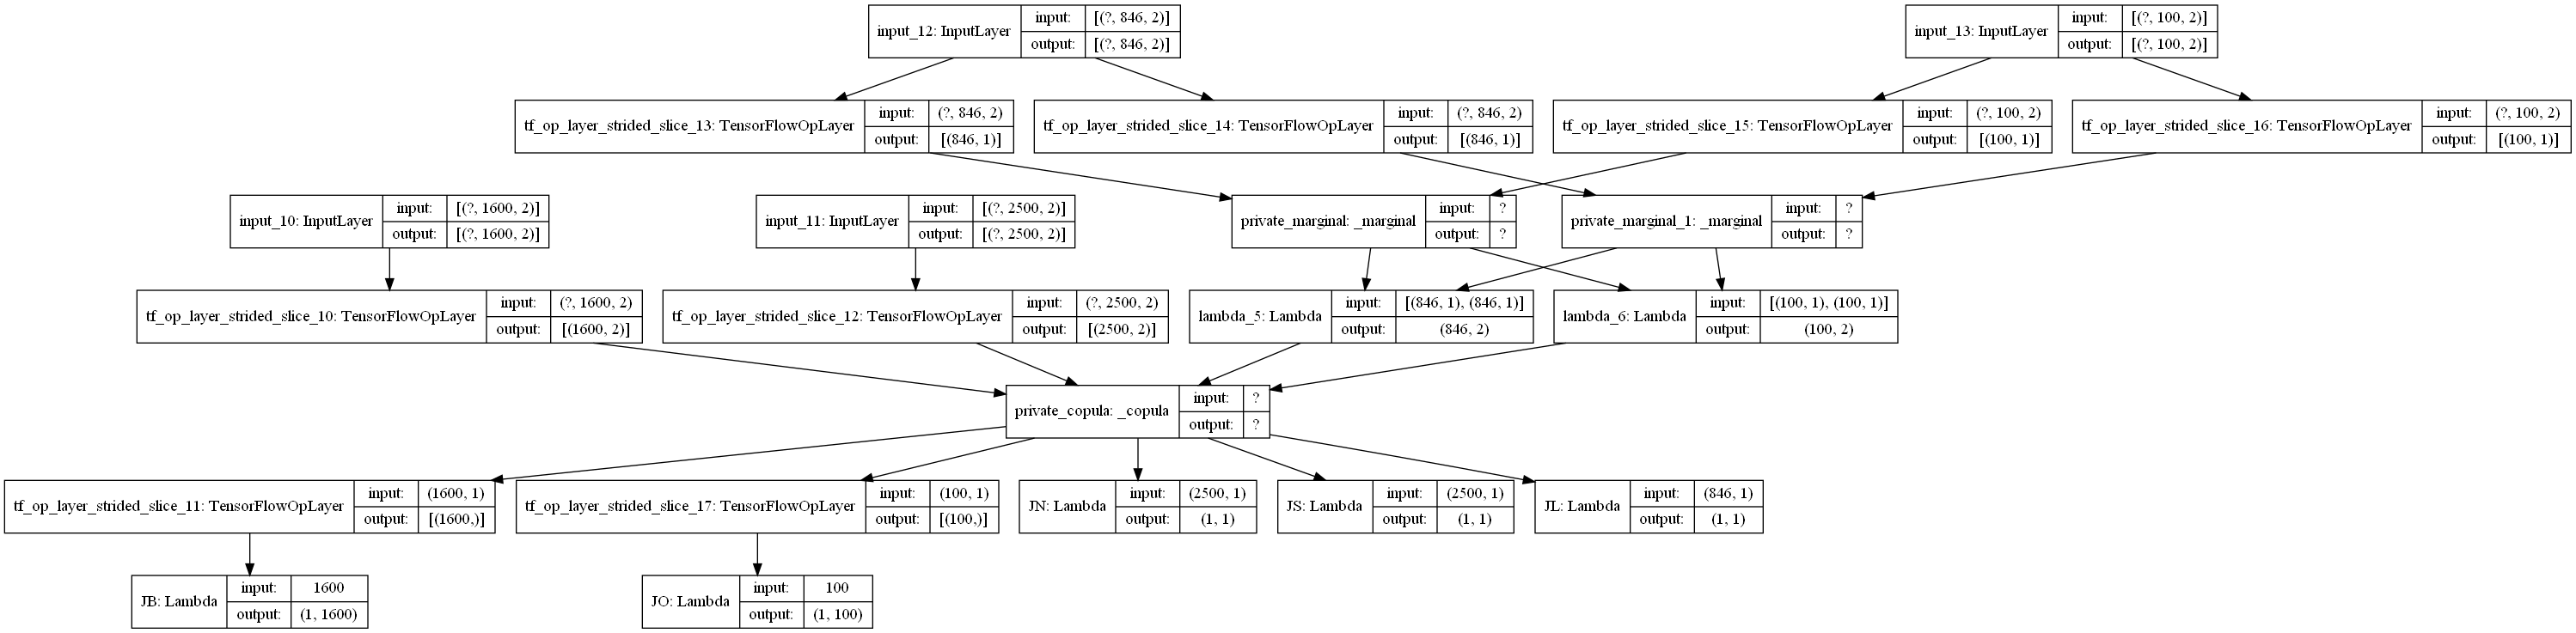 input_12: InputLayer
input:
[(?, 846, 2)]
output:
[(?, 846, 2)]
input_13: InputLayer
input:
[(?, 100, 2)]
output:
[(?, 100, 2)]
tf_op_layer_strided_slice_13: TensorFlowOpLayer
input:
(?, 846, 2)
output:
[(846, 1)]
tf_op_layer_strided_slice_14: TensorFlowOpLayer
input:
(?, 846, 2)
output:
[(846, 1)]
tf_op_layer_strided_slice_15: TensorFlowOpLayer
input:
(?, 100, 2)
output:
[(100, 1)]
tf_op_layer_strided_slice_16: TensorFlowOpLayer
input:
(?, 100, 2)
output:
[(100, 1)]
input_10: InputLayer
input:
[(?, 1600, 2)]
output:
[(?, 1600, 2)]
input_11: InputLayer
input:
[(?, 2500, 2)]
output:
[(?, 2500, 2)]
private_marginal: _marginal
input:
?
output:
?
private_marginal_1: _marginal
input:
?
output:
?
tf_op_layer_strided_slice_10: TensorFlowOpLayer
input:
(?, 1600, 2)
output:
[(1600, 2)]
tf_op_layer_strided_slice_12: TensorFlowOpLayer
input:
(?, 2500, 2)
output:
[(2500, 2)]
lambda_5: Lambda
input:
[(846, 1), (846, 1)]
output:
(846, 2)
lambda_6: Lambda
input:
[(100, 1), (100, 1)]
output:
(100, 2)
private_copula: _copula
input:
?
output:
?
tf_op_layer_strided_slice_11: TensorFlowOpLayer
input:
(1600, 1)
output:
[(1600,)]
tf_op_layer_strided_slice_17: TensorFlowOpLayer
input:
(100, 1)
output:
[(100,)]
JN: Lambda
input:
(2500, 1)
output:
(1, 1)
JS: Lambda
input:
(2500, 1)
output:
(1, 1)
JL: Lambda
input:
(846, 1)
output:
(1, 1)
JB: Lambda
input:
1600
output:
(1, 1600)
JO: Lambda
input:
100
output:
(1, 100)